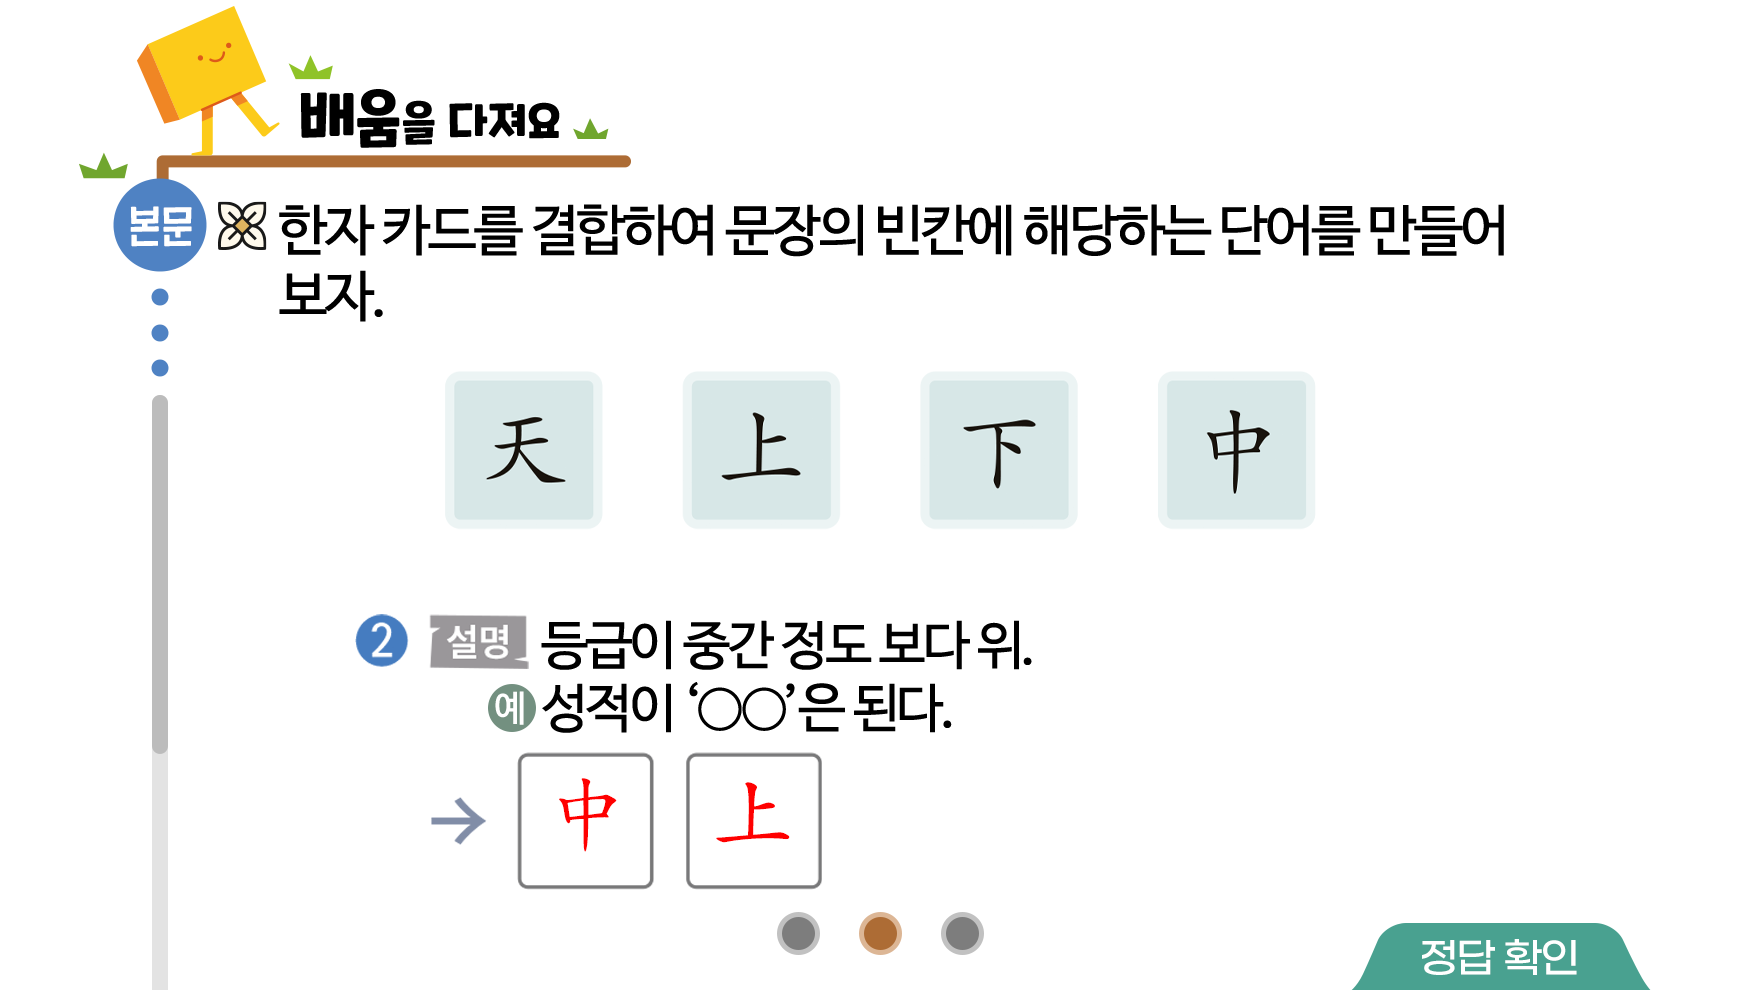 배움을 다져요
본문
한자 카드를 결합하여 문장의 빈칸에 해당하는 단어를 만들어
보자.
天 上 下 中
2 설명 등급이 중간 정도 보다 위.
예 성적이 ‘○○’은 된다.
→ 中 上
정답 확인